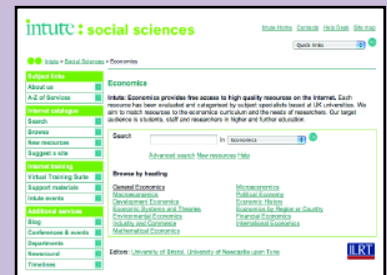 intute : social sciences
Intute Home Contacts Help Desk Site map
Quick links
Intute » Social Sciences » Economics
Subject links
About us
A-Z of Services
Internet catalogue
Search
Browse
New resources
Suggest a site
Internet training
Virtual Training Suite
Support materials
Intute events
Additional services
Blog
Conferences & events
Departments
Newsround
Timelines
Economics
Intute: Economics provides free access to high quality resources on the Internet. Each
resource has been evaluated and categorised by subject specialists based at UK universities. We
aim to match resources to the economics curriculum and the needs of researchers. Our target
audience is students, staff and researchers in higher and further education.
Search in Economics
Advanced search New resources Help
Browse by heading
General Economics
Macroeconomics
Development Economics
Economic Systems and Theories
Environmental Economics
Industry and Commerce
Mathematical Economics
Microeconomics
Political Economy
Economic History
Economics by Region or Country
Financial Economics
International Economics
Editors: University of Bristol, University of Newcastle upon Tyne
ILRT